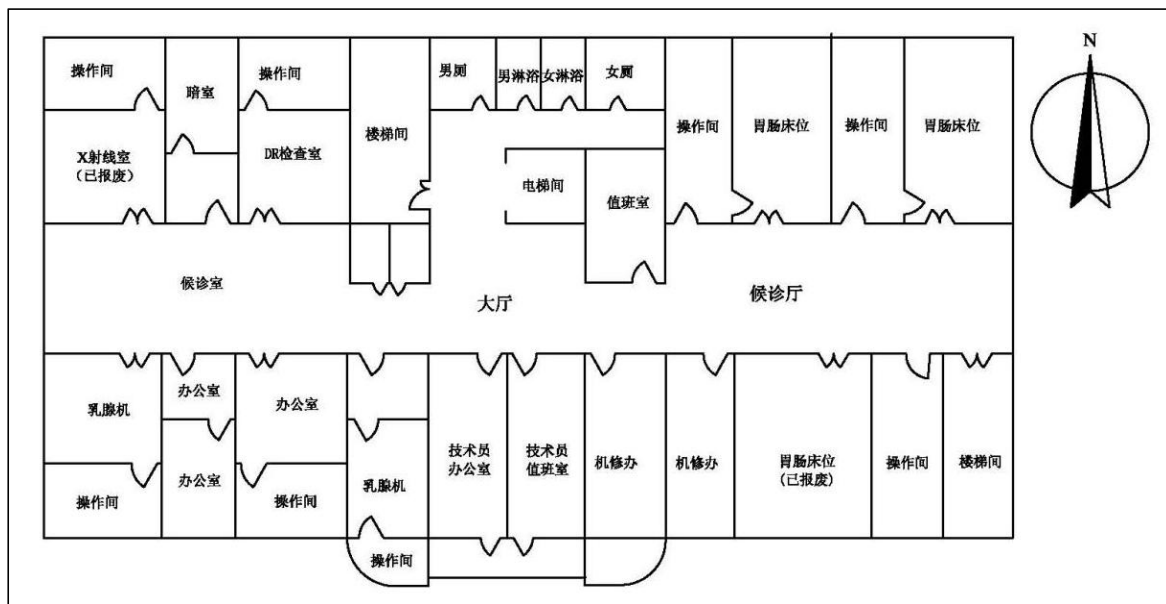 N
操作间
暗室
操作间
男厕
男淋浴
女淋浴
女厕
X射线室
(已报废)
DR检查室
楼梯间
电梯间
值班室
操作间
胃肠床位
操作间
胃肠床位
候诊室
大厅
候诊厅
乳腺机
办公室
办公室
操作间
办公室
操作间
乳腺机
操作间
技术员
办公室
技术员
值班室
机修办
机修办
胃肠床位
(已报废)
操作间
楼梯间